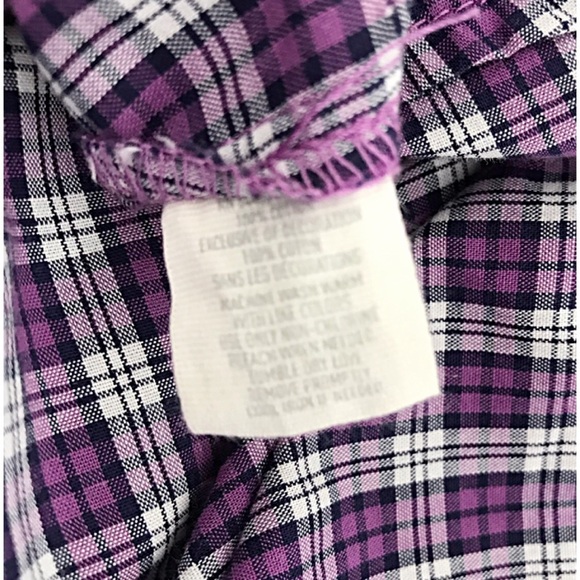 100% COTTON
EXCLUSIVE OF DECORATION
100% COTON
SANS LES DÉCORATIONS
MACHINE WASH WARM
WITH LIKE COLORS
USE ONLY NON-CHLORINE
BLEACH WHEN NEEDED
TUMBLE DRY LOW
REMOVE PROMPTLY
COOL IRON IF NEEDED